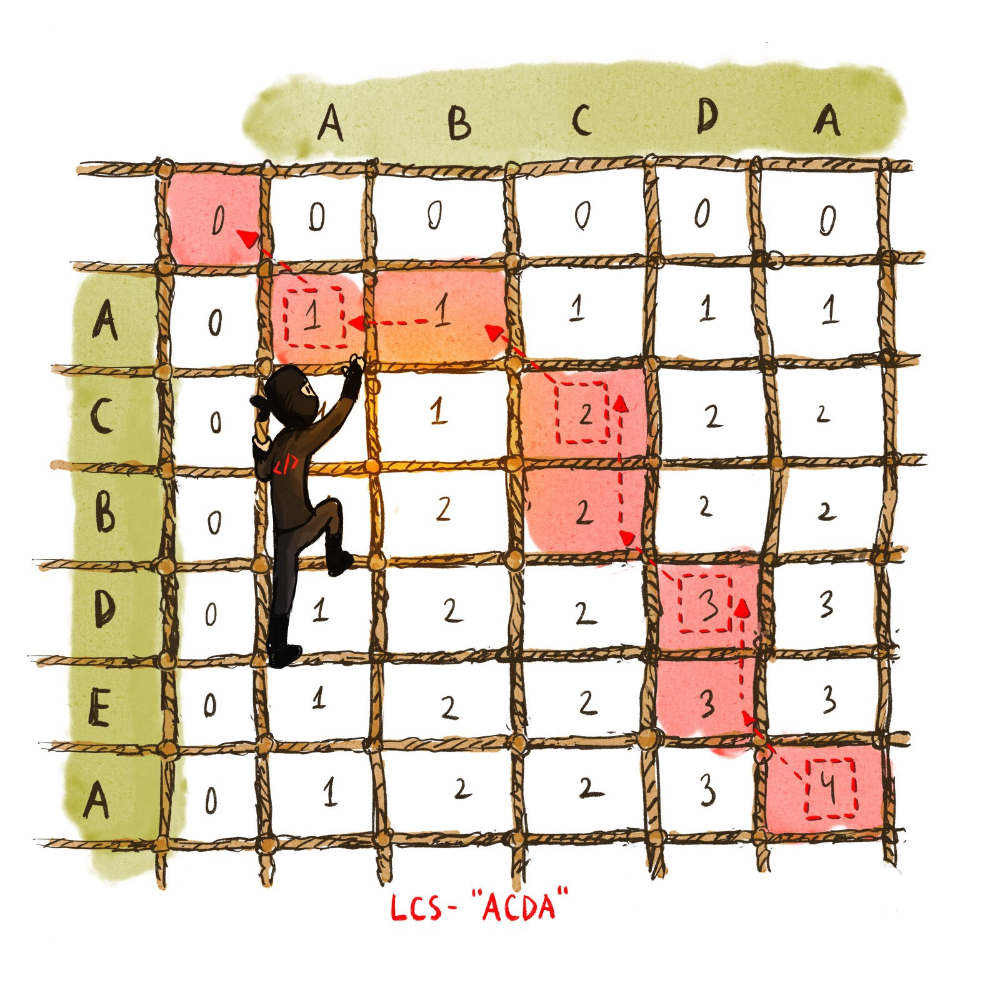 A B C D A
0 0 0 0 0 0
A 0 1 1 1 1 1
C 0 1 1 2 2 2
B 0 2 2 2 2
</>
D 0 1 2 2 3 3
E 0 1 2 2 3 3
A 0 1 2 2 3 4
LCS- "ACDA"